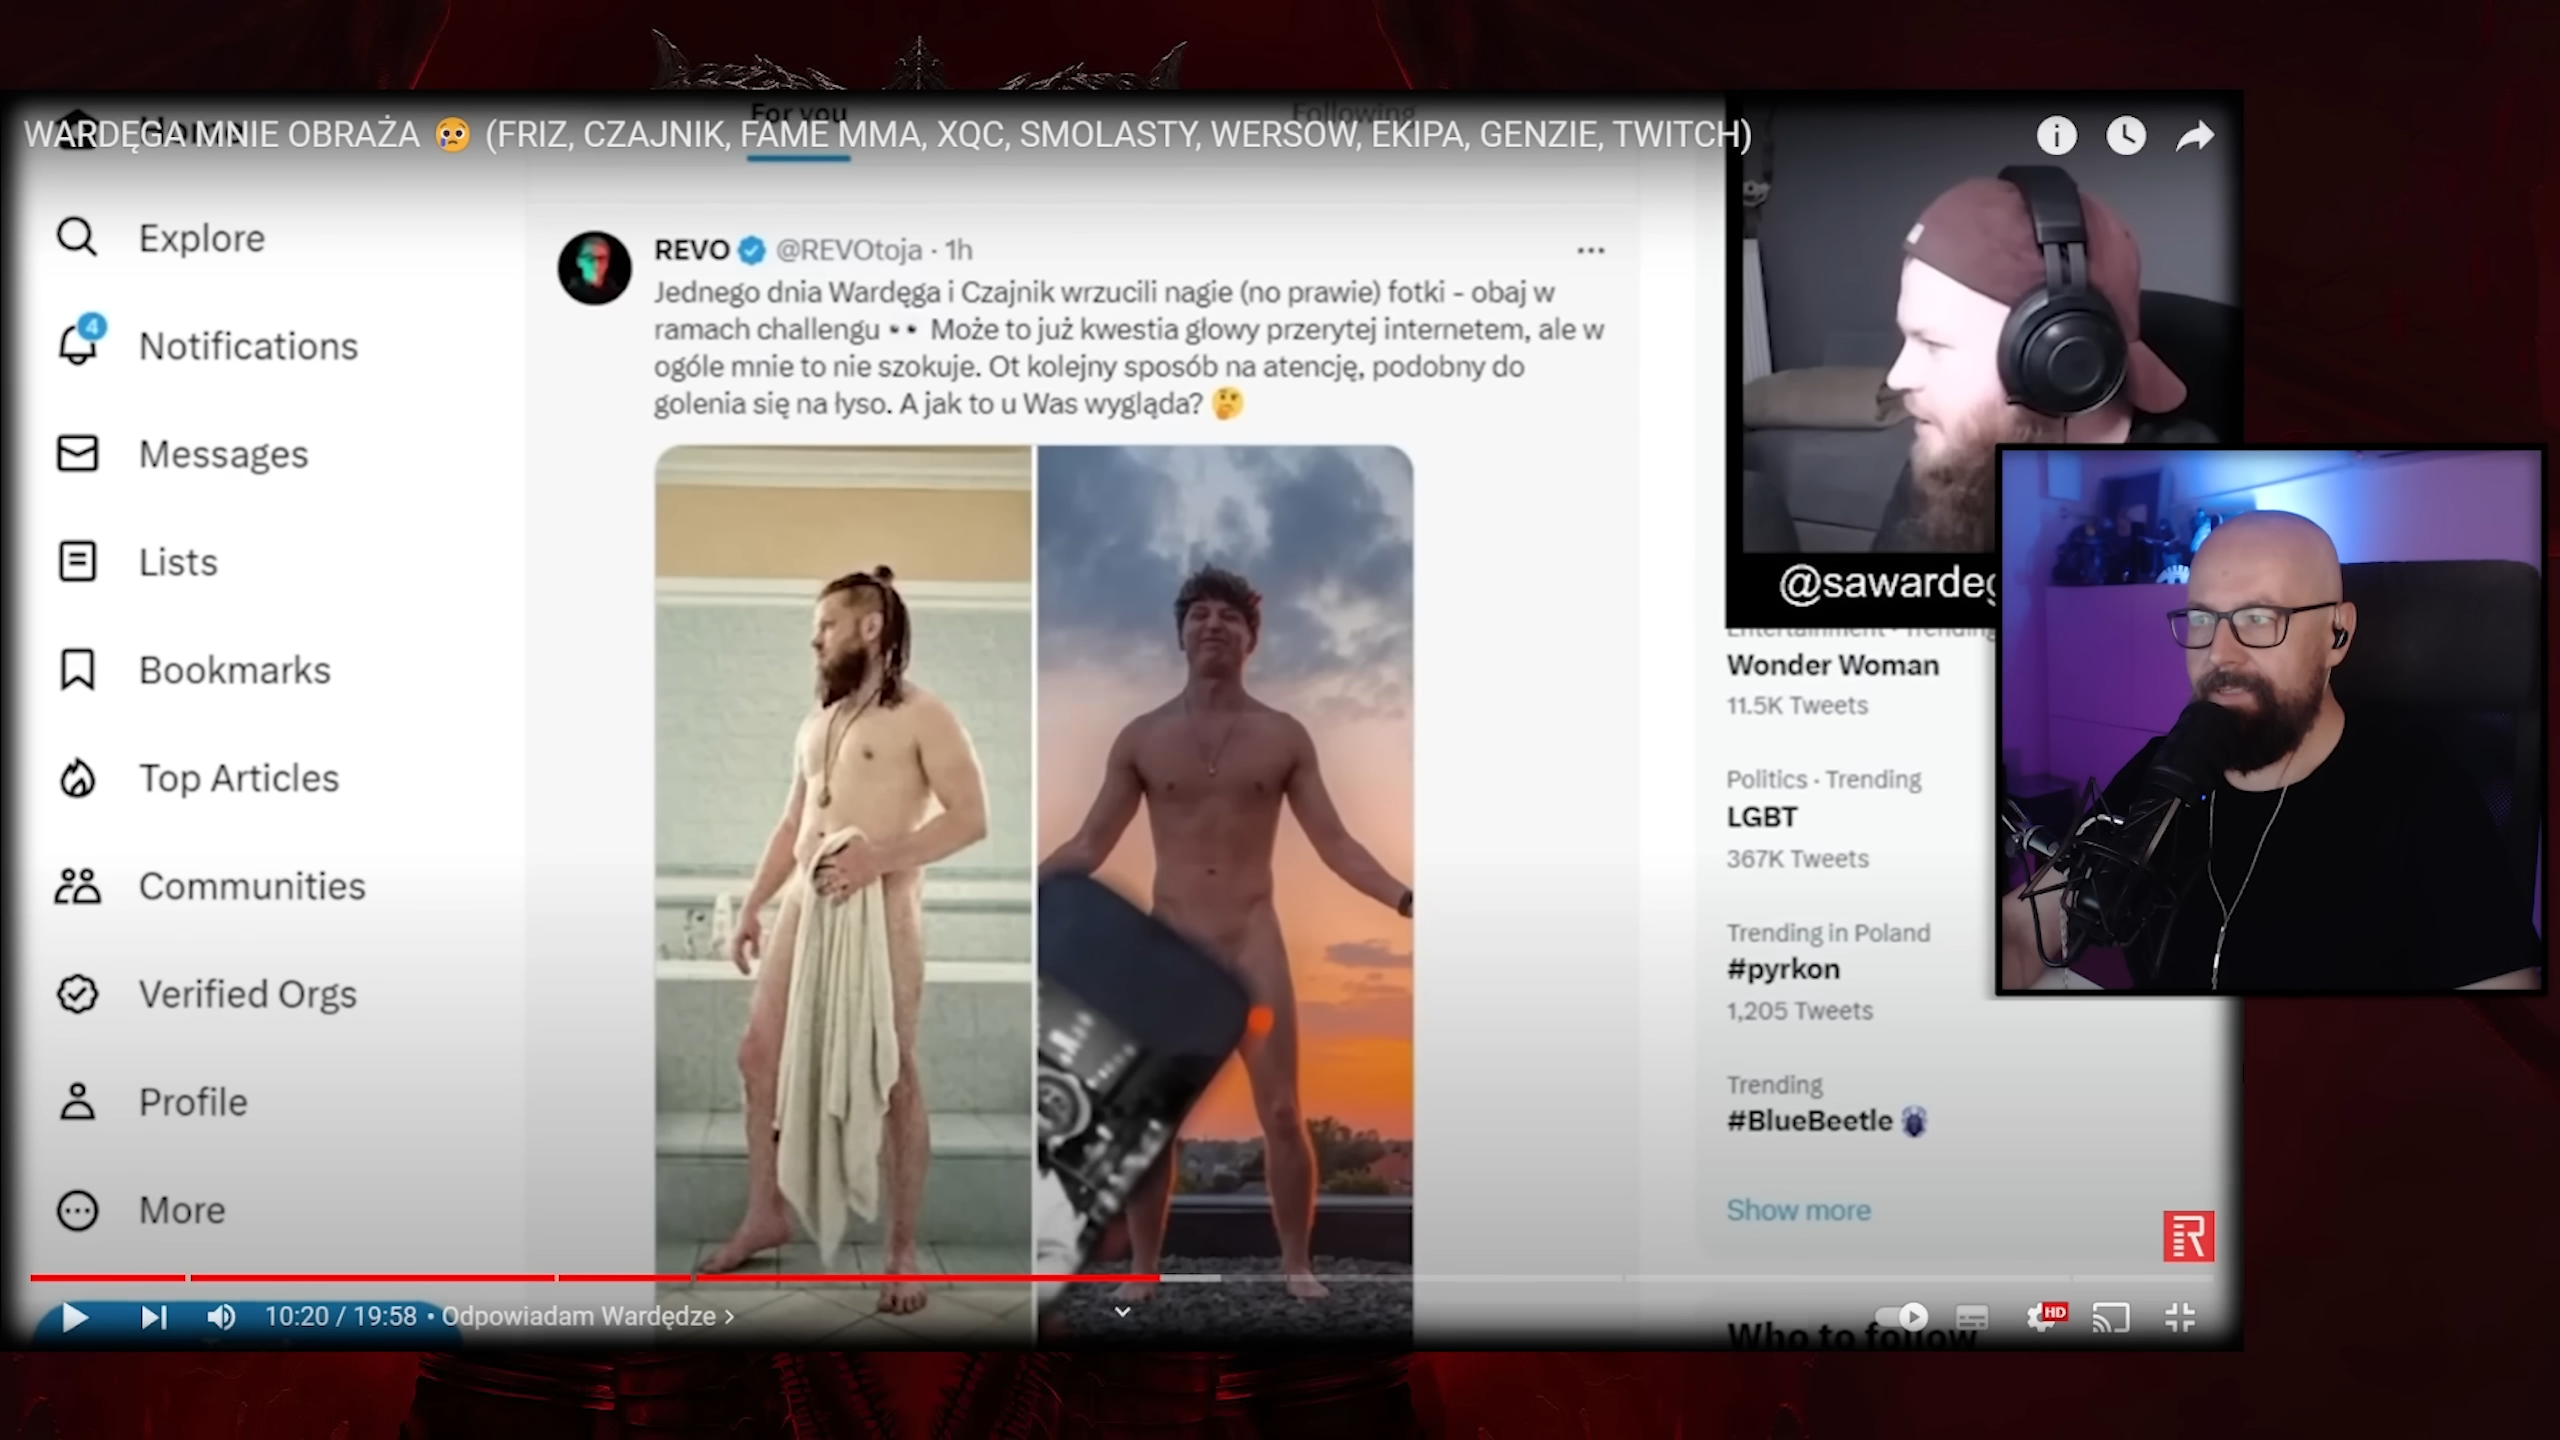 For you
Following
Home
WARDĘGA MNIE OBRAŻA 😢 (FRIZ, CZAJNIK, FAME MMA, XQC, SMOLASTY, WERSOW, EKIPA, GENZIE, TWITCH)
Explore
4
Notifications
Messages
Lists
Bookmarks
Top Articles
Communities
Verified Orgs
Profile
More
REVO @REVOtoja · 1h
Jednego dnia Wardęga i Czajnik wrzucili nagie (no prawie) fotki - obaj w
ramach challengu 👀 Może to już kwestia głowy przerytej internetem, ale w
ogóle mnie to nie szokuje. Ot kolejny sposób na atencję, podobny do
golenia się na łyso. A jak to u Was wygląda? 🤔
@sawardeg
Entertainment · Trending
Wonder Woman
11.5K Tweets
Politics · Trending
LGBT
367K Tweets
Trending in Poland
#pyrkon
1,205 Tweets
Trending
#BlueBeetle
Show more
R
Who to follow
10:20 / 19:58 • Odpowiadam Wardędze
HD